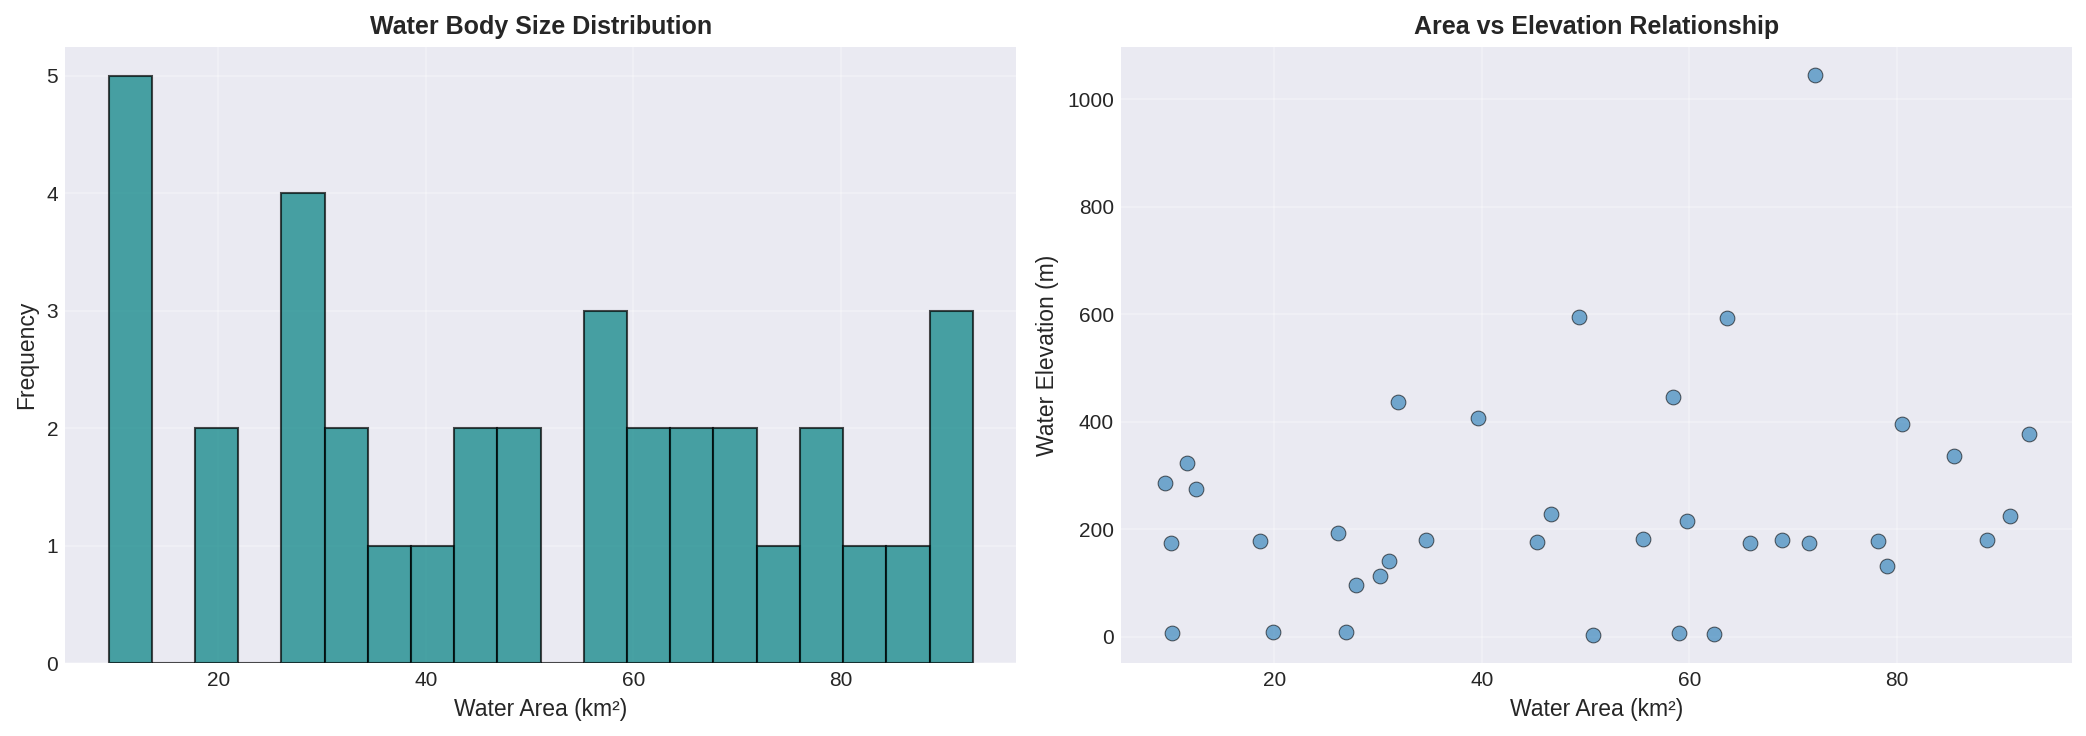 Water Body Size Distribution
Frequency
5
4
3
2
1
0
20 40 60 80
Water Area (km²)
Area vs Elevation Relationship
Water Elevation (m)
1000
800
600
400
200
0
20 40 60 80
Water Area (km²)